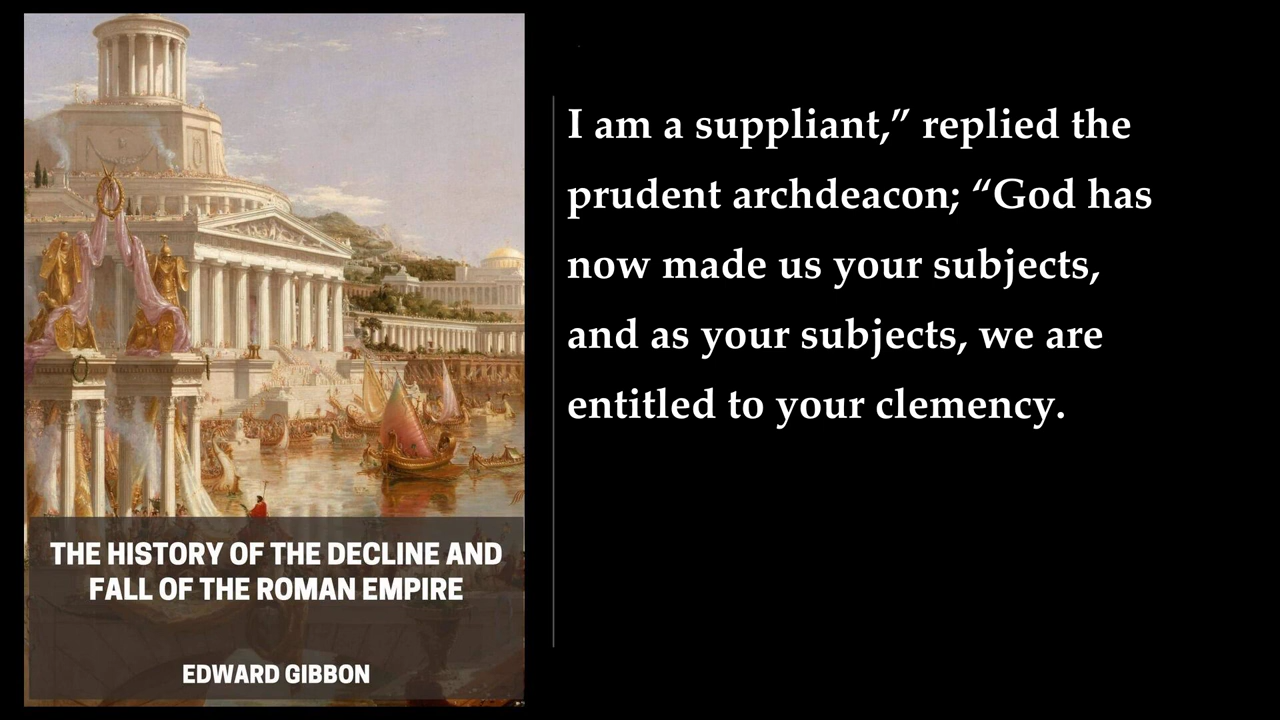 THE HISTORY OF THE DECLINE AND
FALL OF THE ROMAN EMPIRE
EDWARD GIBBON
I am a suppliant,” replied the
prudent archdeacon; “God has
now made us your subjects,
and as your subjects, we are
entitled to your clemency.